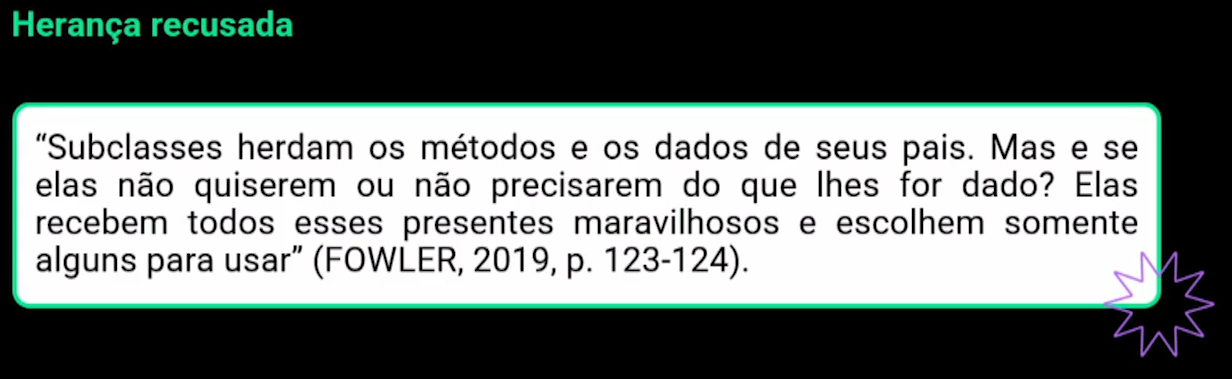 Herança recusada
“Subclasses herdam os métodos e os dados de seus pais. Mas e se
elas não quiserem ou não precisarem do que lhes for dado? Elas
recebem todos esses presentes maravilhosos e escolhem somente
alguns para usar” (FOWLER, 2019, p. 123-124).